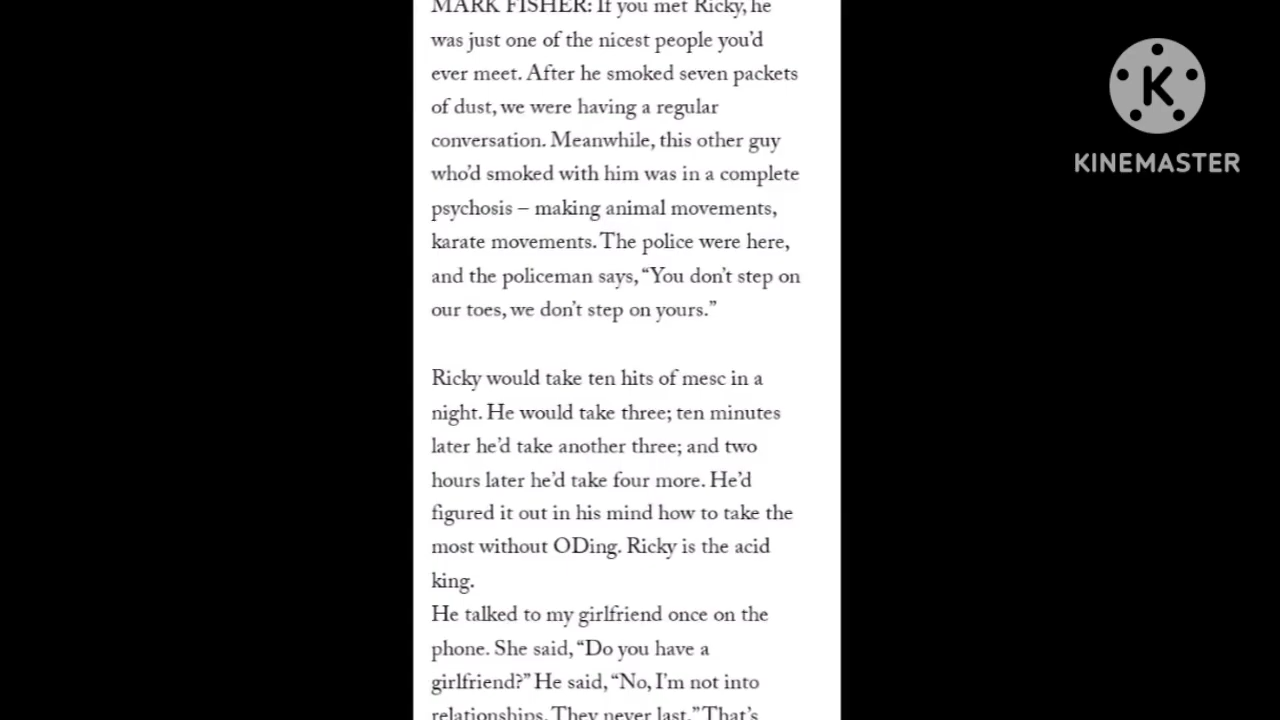 MARK FISHER: If you met Ricky, he
was just one of the nicest people you’d
ever meet. After he smoked seven packets
of dust, we were having a regular
conversation. Meanwhile, this other guy
who’d smoked with him was in a complete
psychosis – making animal movements,
karate movements. The police were here,
and the policeman says, “You don’t step on
our toes, we don’t step on yours.”
Ricky would take ten hits of mesc in a
night. He would take three; ten minutes
later he’d take another three; and two
hours later he’d take four more. He’d
figured it out in his mind how to take the
most without ODing. Ricky is the acid
king.
He talked to my girlfriend once on the
phone. She said, “Do you have a
girlfriend?” He said, “No, I’m not into
relationships. They never last.” That’s
K
KINEMASTER